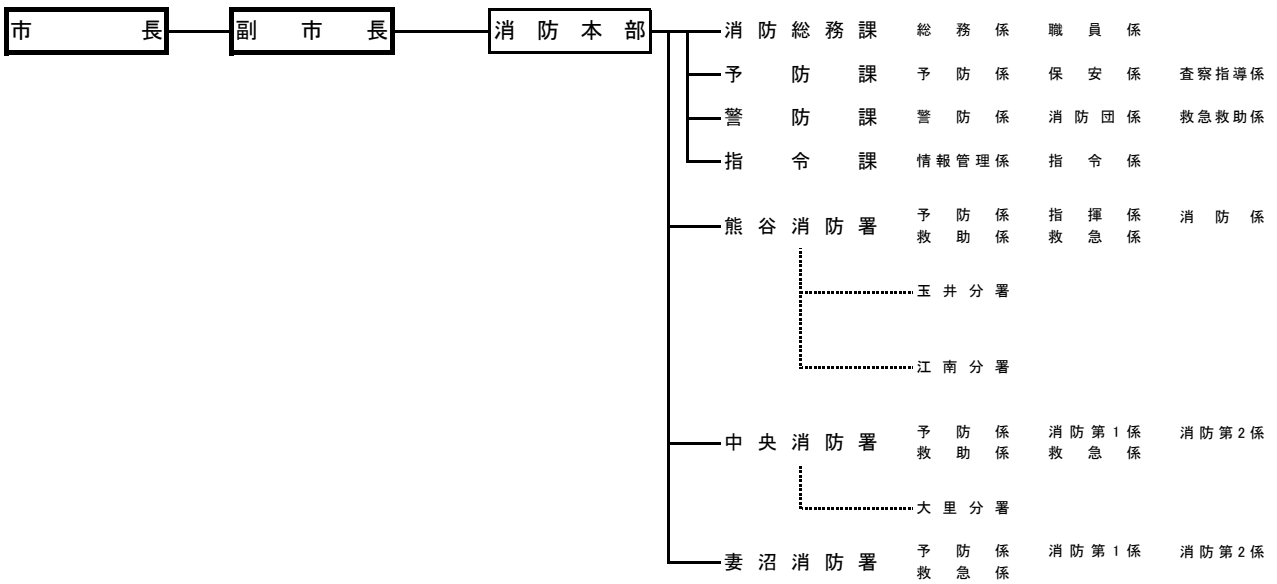 市長 副市長 消防本部 消防総務課 総務係 職員係
予防課 予防係 保安係 査察指導係
警防課 警防係 消防団係 救急救助係
指令課 情報管理係 指令係
熊谷消防署 予防係 指揮係 消防係
救助係 救急係
玉井分署
江南分署
中央消防署 予防係 消防第1係 消防第2係
救助係 救急係
大里分署
妻沼消防署 予防係 消防第1係 消防第2係
救急係